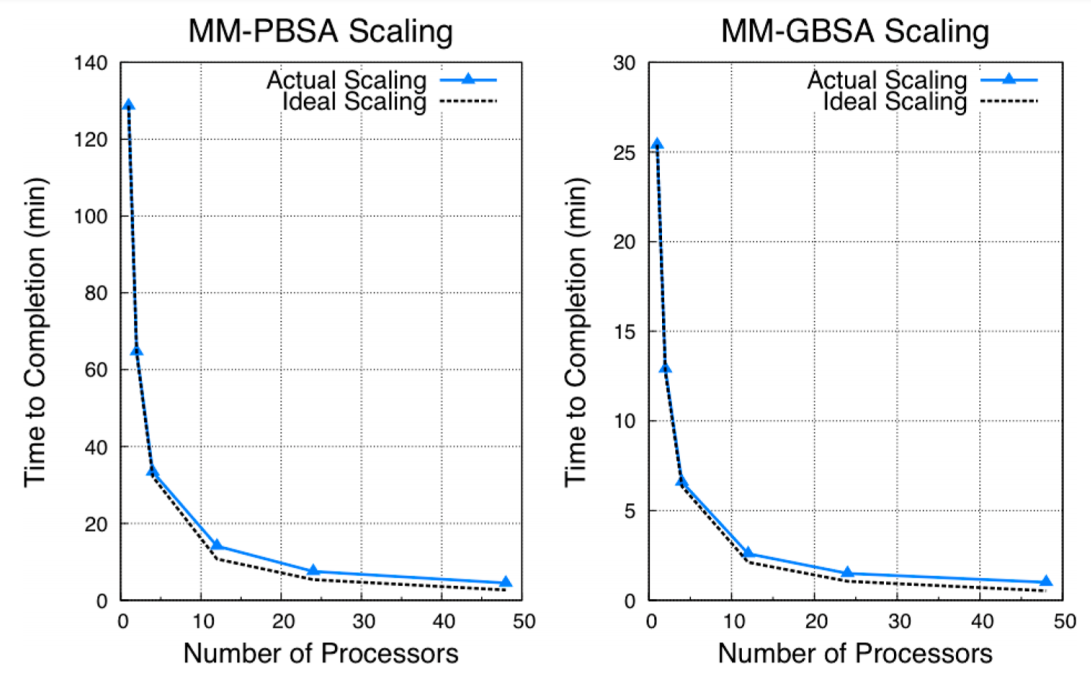 MM-PBSA Scaling
Actual Scaling
Ideal Scaling
Time to Completion (min)
140
120
100
80
60
40
20
0
0 10 20 30 40 50
Number of Processors
MM-GBSA Scaling
Actual Scaling
Ideal Scaling
Time to Completion (min)
30
25
20
15
10
5
0
0 10 20 30 40 50
Number of Processors